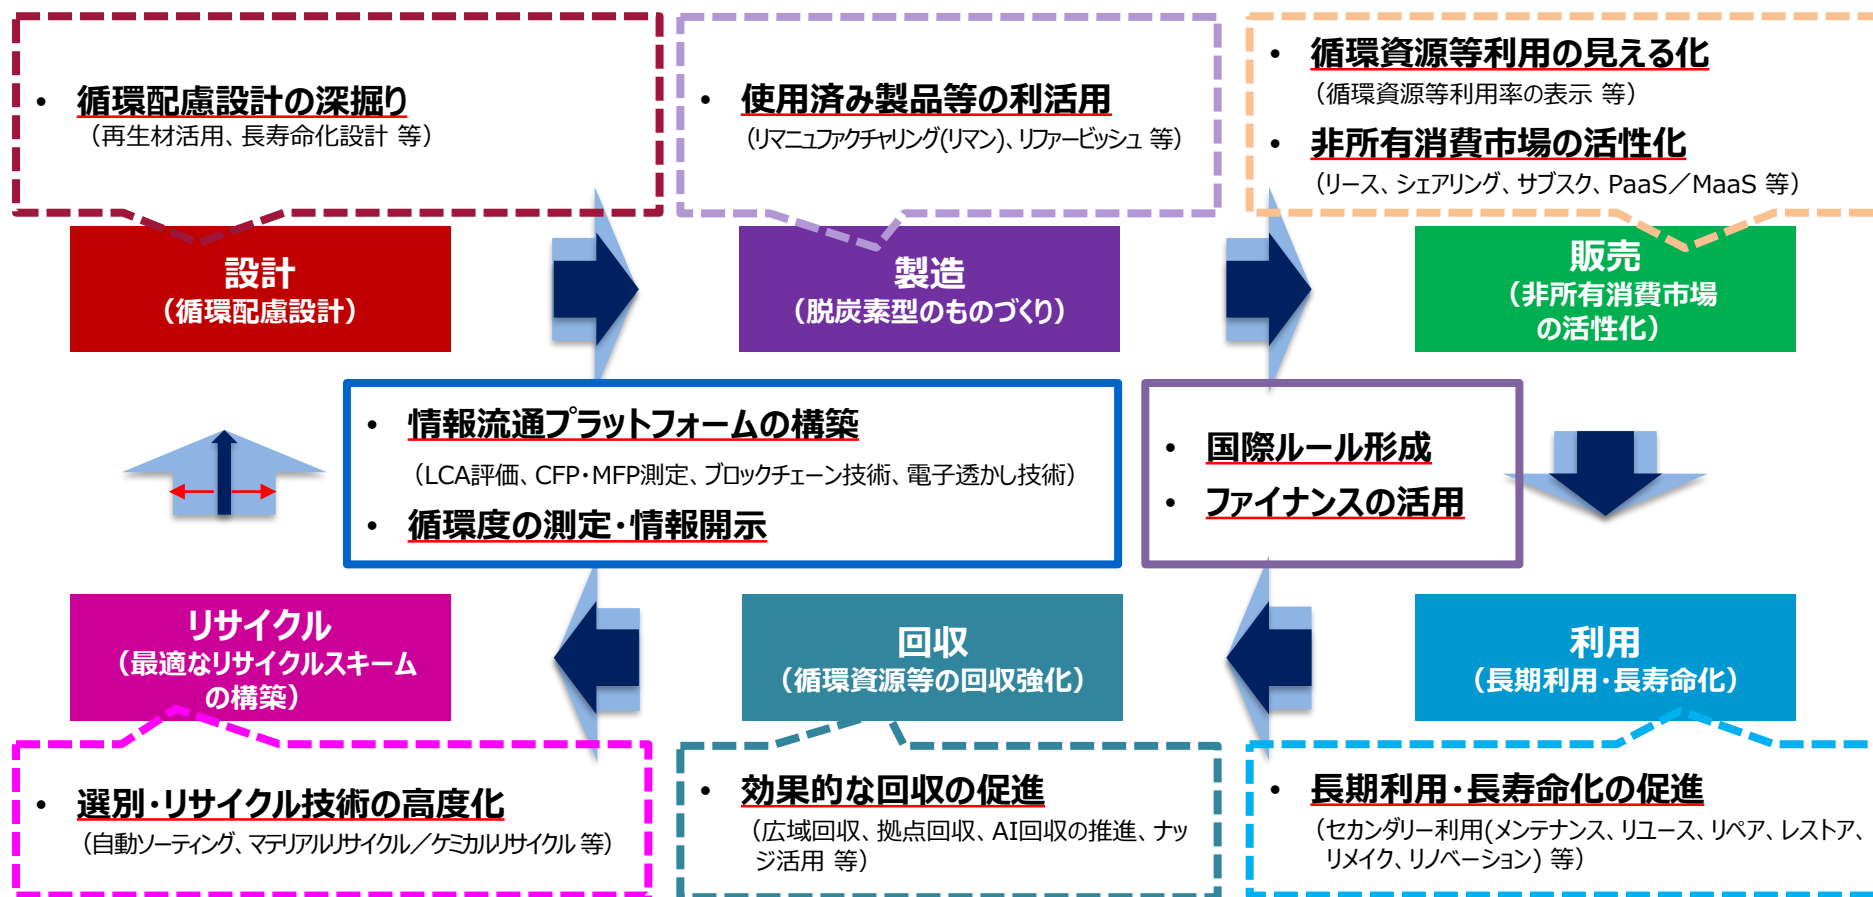 • 循環配慮設計の深掘り
（再生材活用、長寿命化設計 等）
• 使用済み製品等の利活用
（リマニュファクチャリング(リマン)、リファービッシュ 等）
• 循環資源等利用の見える化
（循環資源等利用率の表示 等）
• 非所有消費市場の活性化
（リース、シェアリング、サブスク、PaaS／MaaS 等）
設計
（循環配慮設計）
製造
（脱炭素型のものづくり）
販売
（非所有消費市場
の活性化）
• 情報流通プラットフォームの構築
（LCA評価、CFP・MFP測定、ブロックチェーン技術、電子透かし技術）
• 循環度の測定・情報開示
• 国際ルール形成
• ファイナンスの活用
リサイクル
（最適なリサイクルスキーム
の構築）
回収
（循環資源等の回収強化）
利用
（長期利用・長寿命化）
• 選別・リサイクル技術の高度化
（自動ソーティング、マテリアルリサイクル／ケミカルリサイクル 等）
• 効果的な回収の促進
（広域回収、拠点回収、AI回収の推進、ナッ
ジ活用 等）
• 長期利用・長寿命化の促進
（セカンダリー利用(メンテナンス、リユース、リペア、レストア、
リメイク、リノベーション) 等）